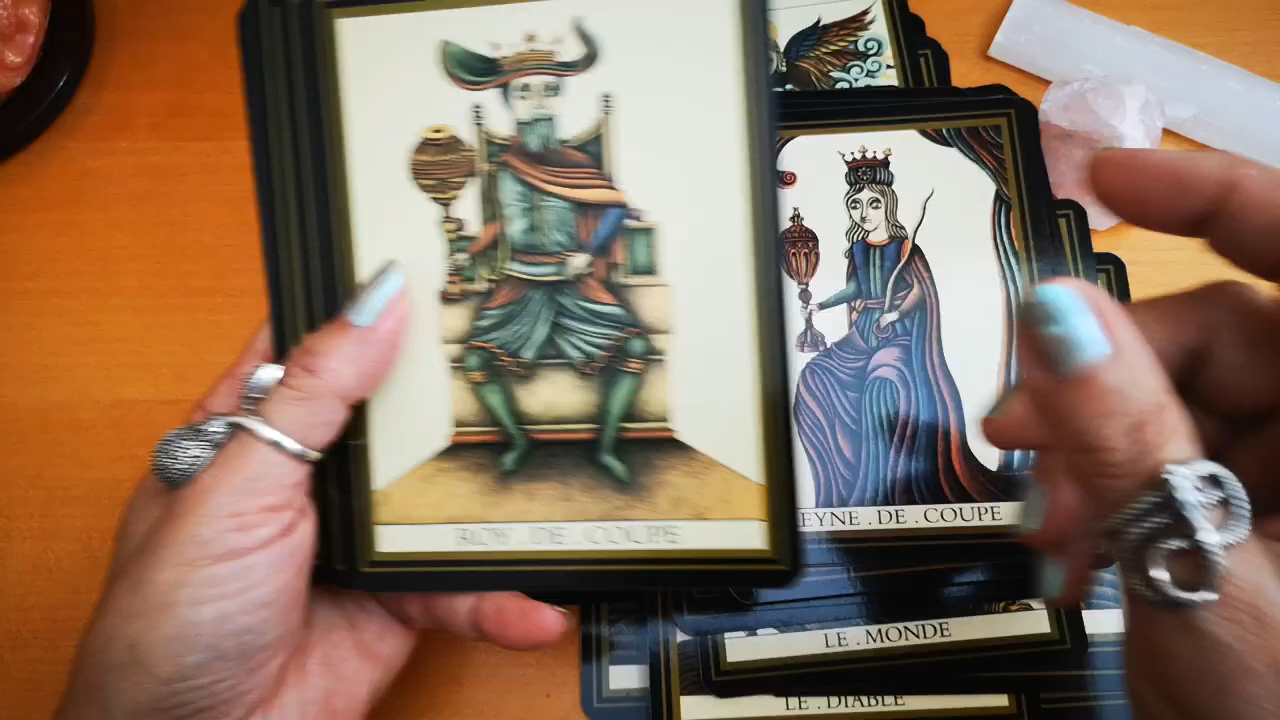 ROY . DE . COUPE
EYNE . DE . COUPE
LE . MONDE
LE . DIABLE